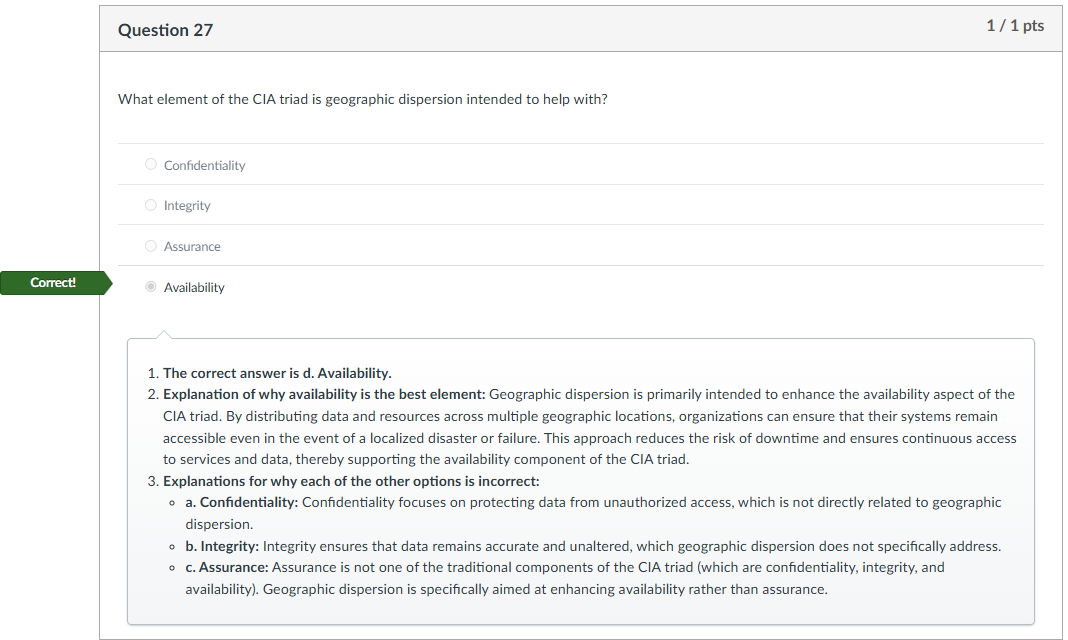 Question 27
1 / 1 pts
What element of the CIA triad is geographic dispersion intended to help with?
Confidentiality
Integrity
Assurance
Correct!
Availability
1. The correct answer is d. Availability.
2. Explanation of why availability is the best element: Geographic dispersion is primarily intended to enhance the availability aspect of the
CIA triad. By distributing data and resources across multiple geographic locations, organizations can ensure that their systems remain
accessible even in the event of a localized disaster or failure. This approach reduces the risk of downtime and ensures continuous access
to services and data, thereby supporting the availability component of the CIA triad.
3. Explanations for why each of the other options is incorrect:
◦ a. Confidentiality: Confidentiality focuses on protecting data from unauthorized access, which is not directly related to geographic
dispersion.
◦ b. Integrity: Integrity ensures that data remains accurate and unaltered, which geographic dispersion does not specifically address.
◦ c. Assurance: Assurance is not one of the traditional components of the CIA triad (which are confidentiality, integrity, and
availability). Geographic dispersion is specifically aimed at enhancing availability rather than assurance.